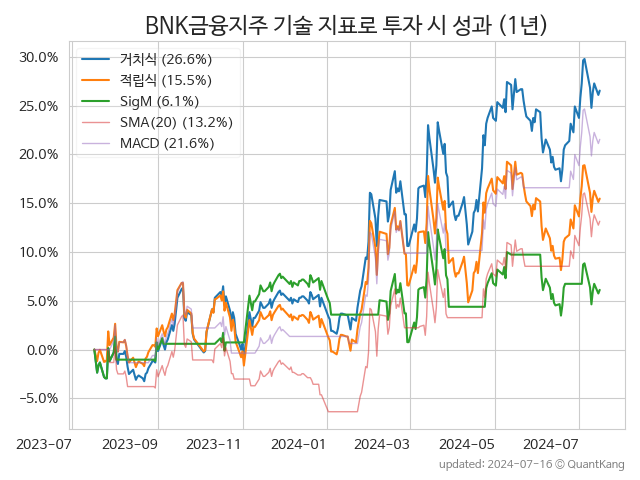 BNK금융지주 기술 지표로 투자 시 성과 (1년)
30.0%
25.0%
20.0%
15.0%
10.0%
5.0%
0.0%
−5.0%
거치식 (26.6%)
적립식 (15.5%)
SigM (6.1%)
SMA(20) (13.2%)
MACD (21.6%)
2023-07 2023-09 2023-11 2024-01 2024-03 2024-05 2024-07
updated: 2024-07-16 © QuantKang